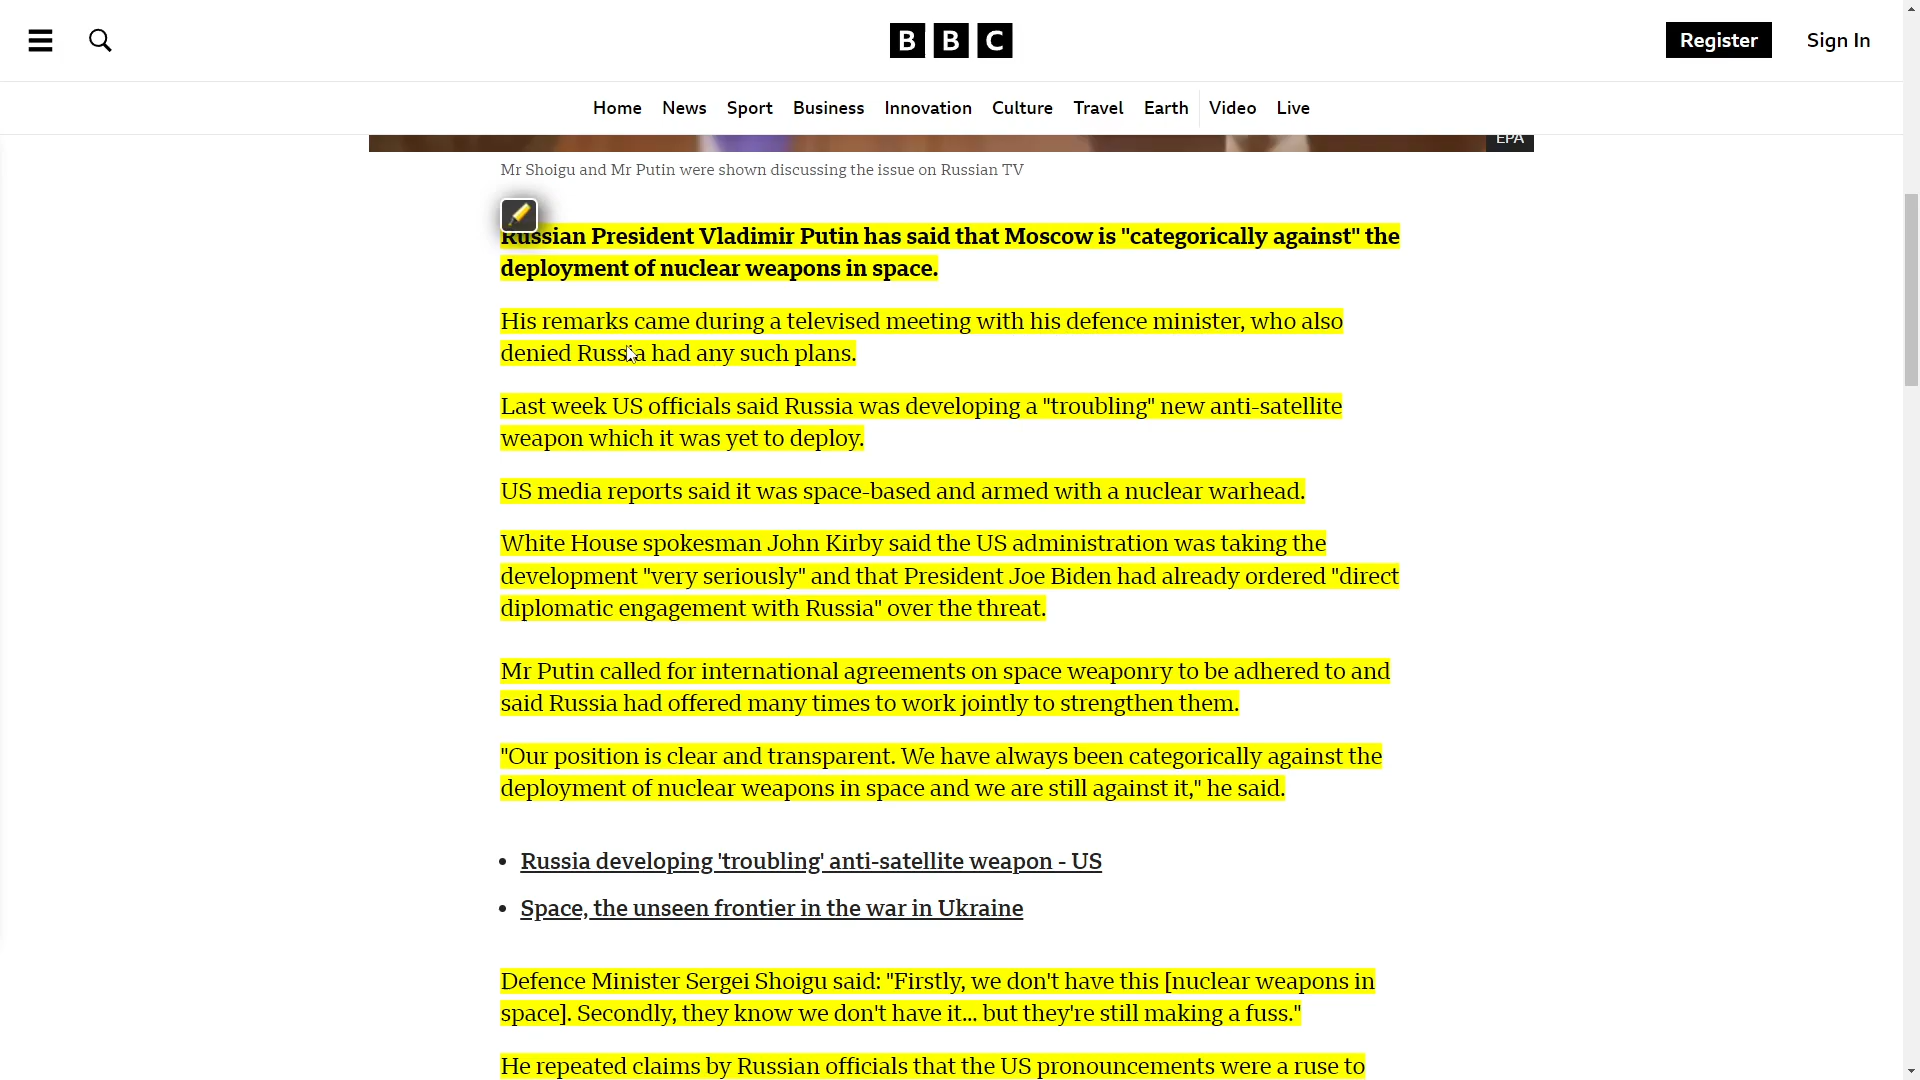 BBC
Register
Sign In
Home News Sport Business Innovation Culture Travel Earth Video Live
EPA
Mr Shoigu and Mr Putin were shown discussing the issue on Russian TV
Russian President Vladimir Putin has said that Moscow is "categorically against" the
deployment of nuclear weapons in space.
His remarks came during a televised meeting with his defence minister, who also
denied Russia had any such plans.
Last week US officials said Russia was developing a "troubling" new anti-satellite
weapon which it was yet to deploy.
US media reports said it was space-based and armed with a nuclear warhead.
White House spokesman John Kirby said the US administration was taking the
development "very seriously" and that President Joe Biden had already ordered "direct
diplomatic engagement with Russia" over the threat.
Mr Putin called for international agreements on space weaponry to be adhered to and
said Russia had offered many times to work jointly to strengthen them.
"Our position is clear and transparent. We have always been categorically against the
deployment of nuclear weapons in space and we are still against it," he said.
• Russia developing 'troubling' anti-satellite weapon - US
• Space, the unseen frontier in the war in Ukraine
Defence Minister Sergei Shoigu said: "Firstly, we don't have this [nuclear weapons in
space]. Secondly, they know we don't have it... but they're still making a fuss."
He repeated claims by Russian officials that the US pronouncements were a ruse to